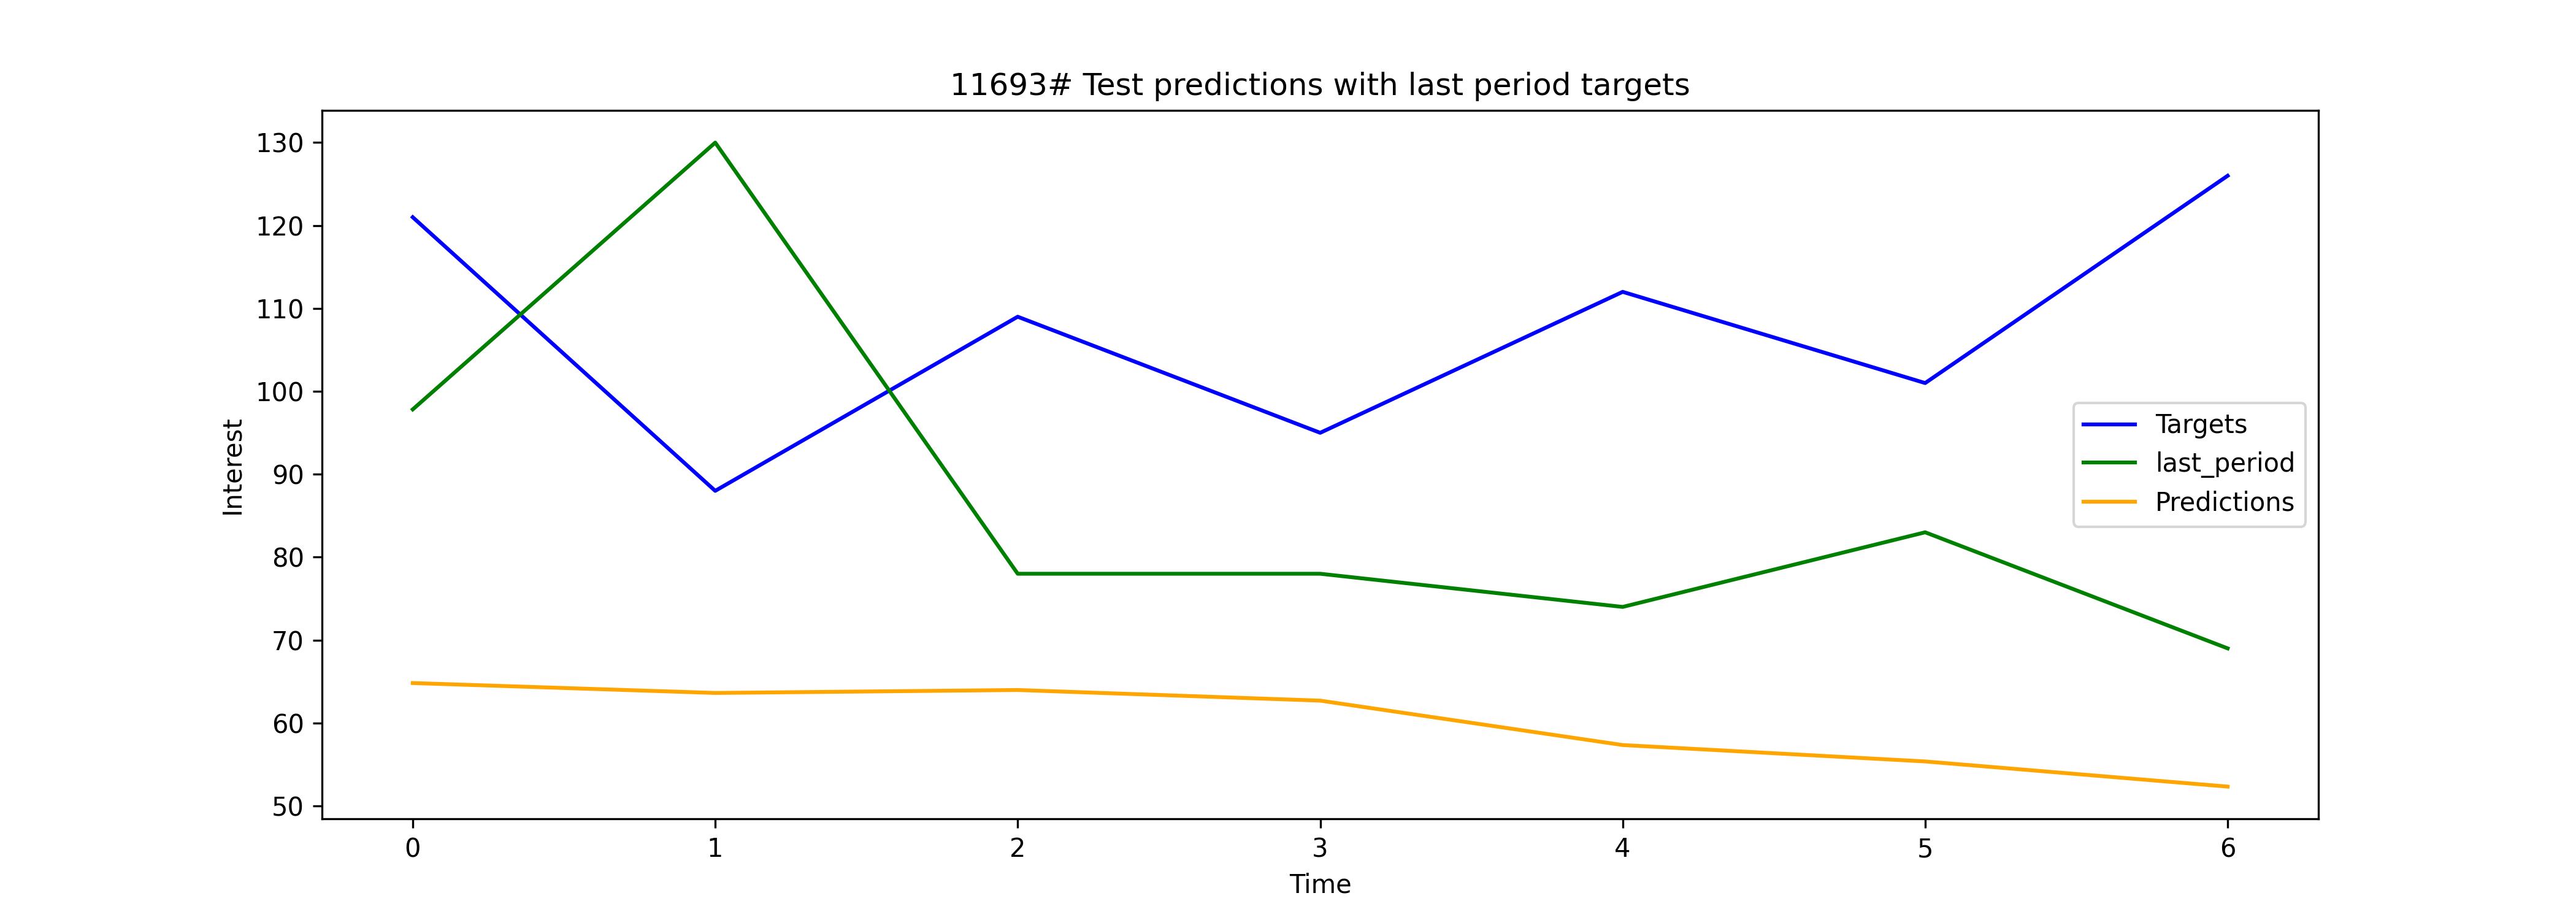 11693# Test predictions with last period targets
130
120
110
100
90
80
70
60
50
Interest
Targets
last_period
Predictions
0 1 2 3 4 5 6
Time